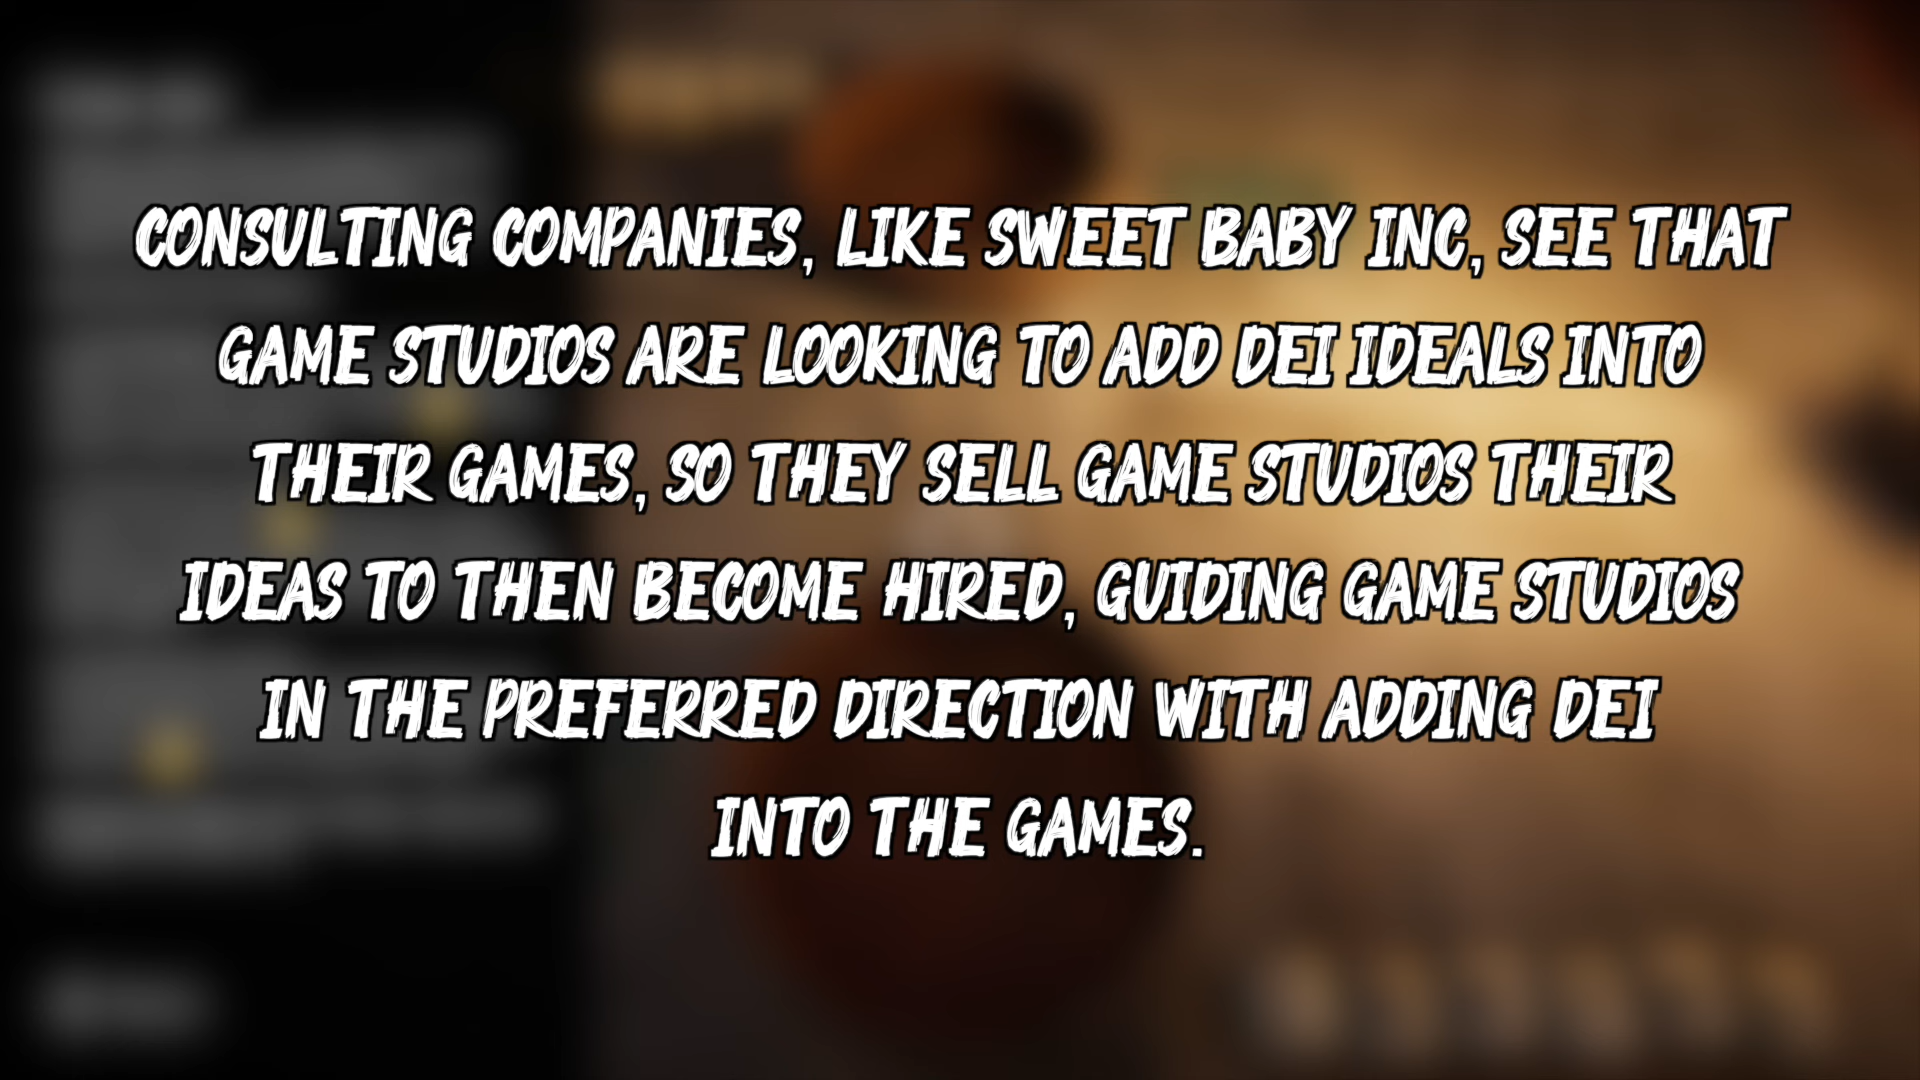 CONSULTING COMPANIES, LIKE SWEET BABY INC, SEE THAT
GAME STUDIOS ARE LOOKING TO ADD DEI IDEALS INTO
THEIR GAMES, SO THEY SELL GAME STUDIOS THEIR
IDEAS TO THEN BECOME HIRED, GUIDING GAME STUDIOS
IN THE PREFERRED DIRECTION WITH ADDING DEI
INTO THE GAMES.